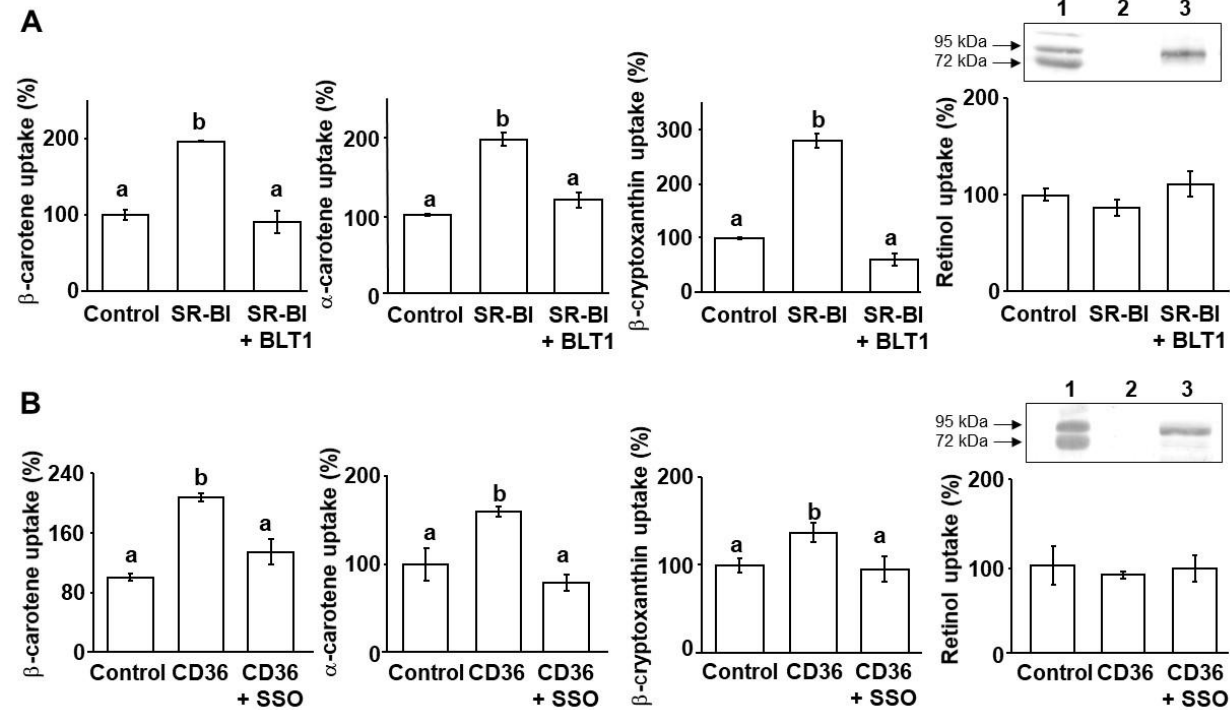 A
1 2 3
95 kDa
72 kDa
β-carotene uptake (%)
200
100
0
b
a
a
Control SR-BI SR-BI
+ BLT1
α-carotene uptake (%)
200
100
0
b
a
a
Control SR-BI SR-BI
+ BLT1
β-cryptoxanthin uptake (%)
300
200
100
0
b
a
a
Control SR-BI SR-BI
+ BLT1
Retinol uptake (%)
200
100
0
Control SR-BI SR-BI
+ BLT1
B
1 2 3
95 kDa
72 kDa
β-carotene uptake (%)
240
160
80
0
b
a
a
Control CD36 CD36
+ SSO
α-carotene uptake (%)
200
100
0
b
a
a
Control CD36 CD36
+ SSO
β-cryptoxanthin uptake (%)
200
100
0
b
a
a
Control CD36 CD36
+ SSO
Retinol uptake (%)
200
100
0
Control CD36 CD36
+ SSO